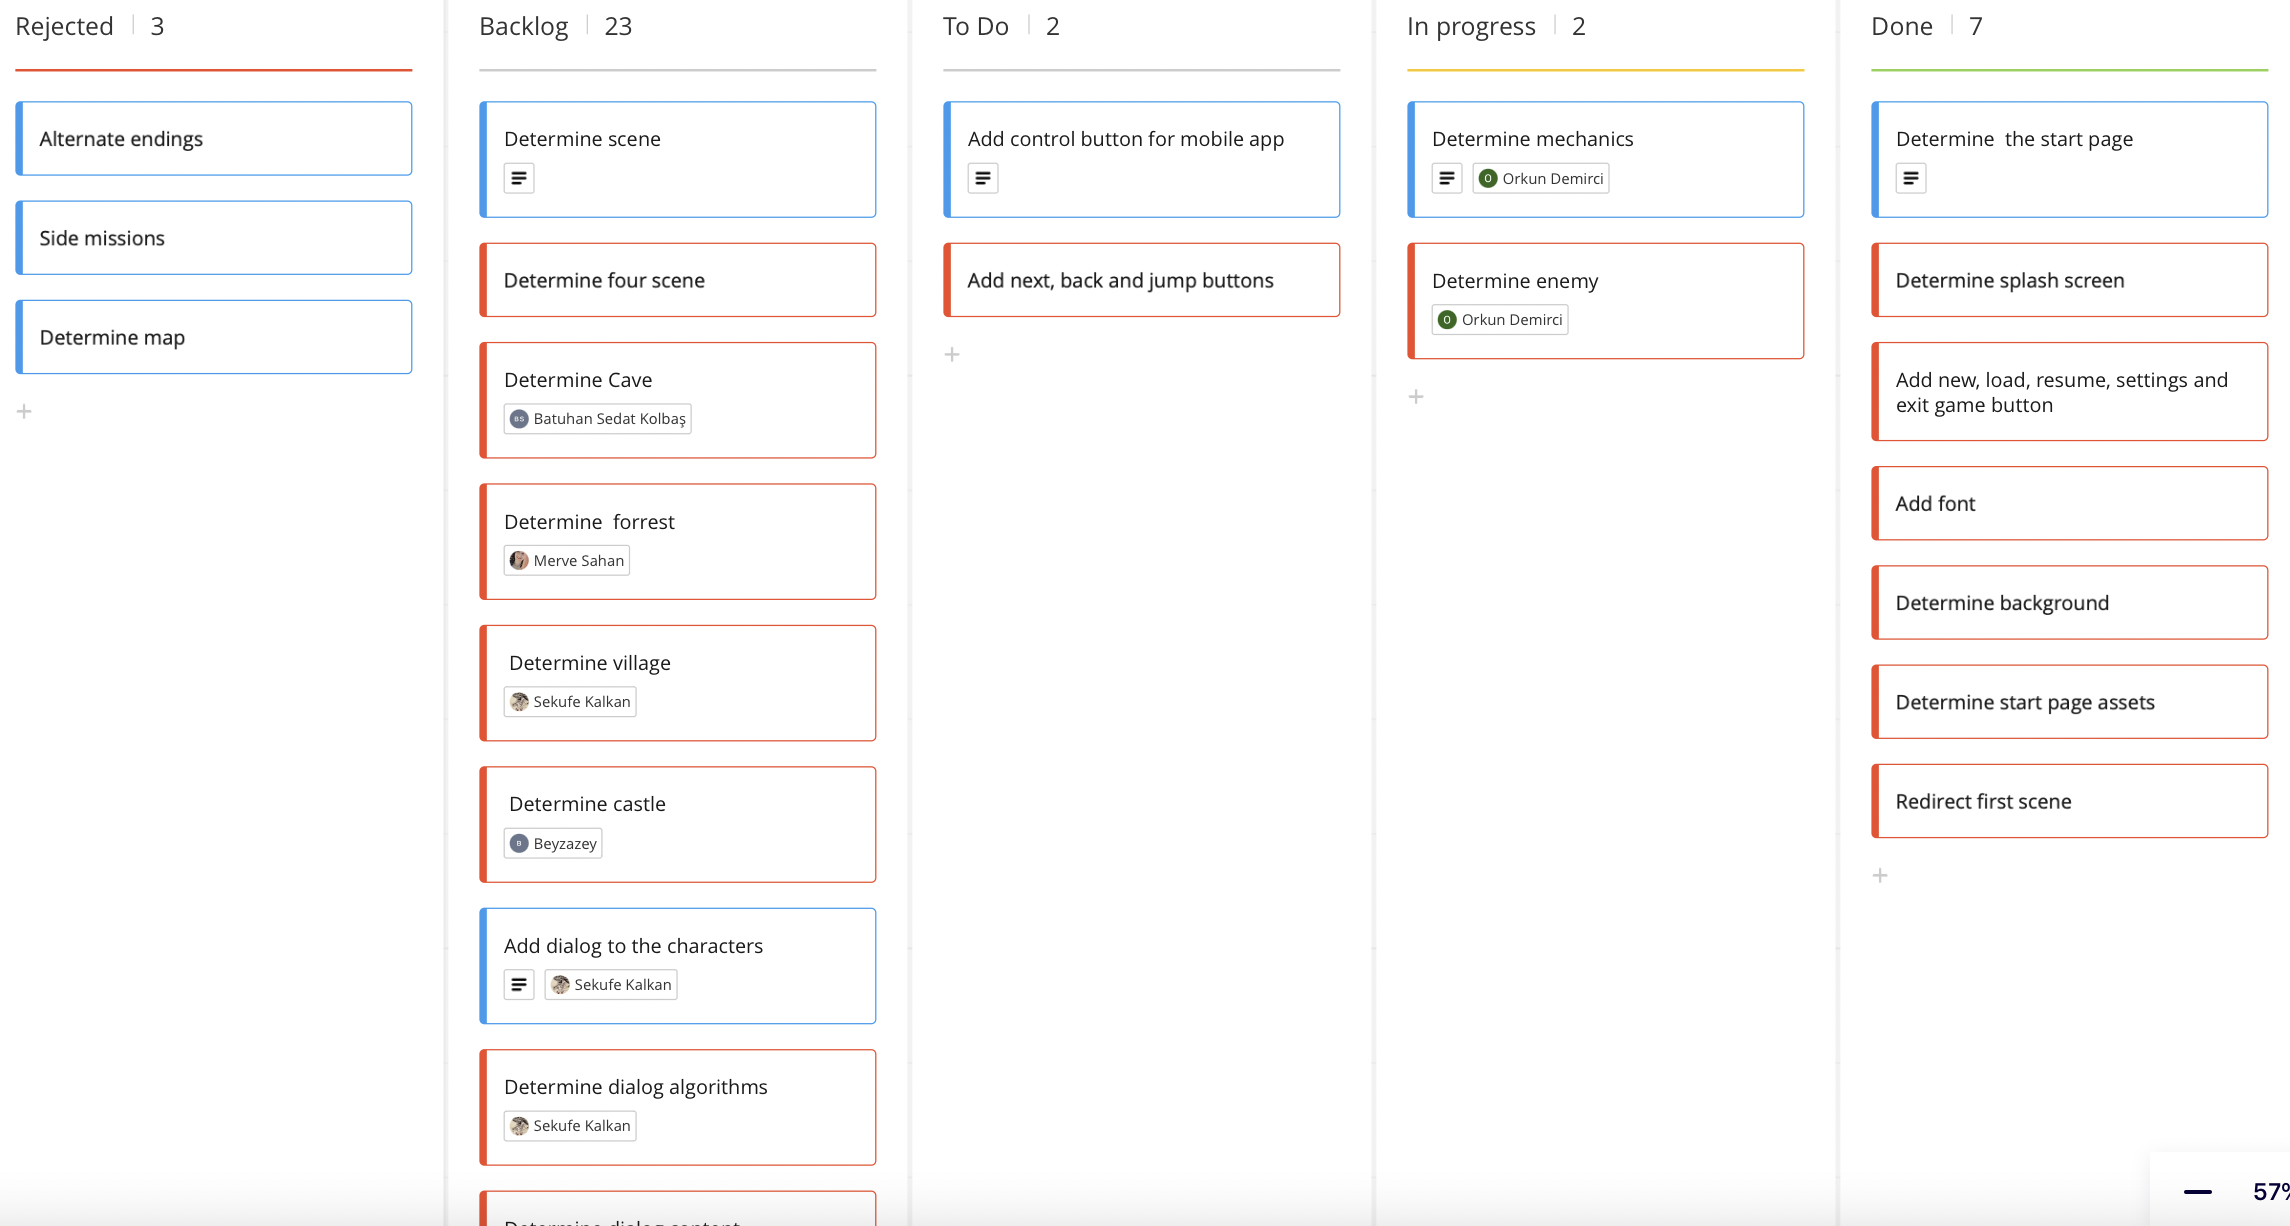 Rejected 3
Alternate endings
Side missions
Determine map
Backlog 23
Determine scene
Determine four scene
Determine Cave
BS Batuhan Sedat Kolbaş
Determine  forrest
Merve Sahan
Determine village
Sekufe Kalkan
Determine castle
B Beyzazey
Add dialog to the characters
Sekufe Kalkan
Determine dialog algorithms
Sekufe Kalkan
Determine dialog content
To Do 2
Add control button for mobile app
Add next, back and jump buttons
In progress 2
Determine mechanics
O Orkun Demirci
Determine enemy
O Orkun Demirci
Done 7
Determine  the start page
Determine splash screen
Add new, load, resume, settings and
exit game button
Add font
Determine background
Determine start page assets
Redirect first scene
57%